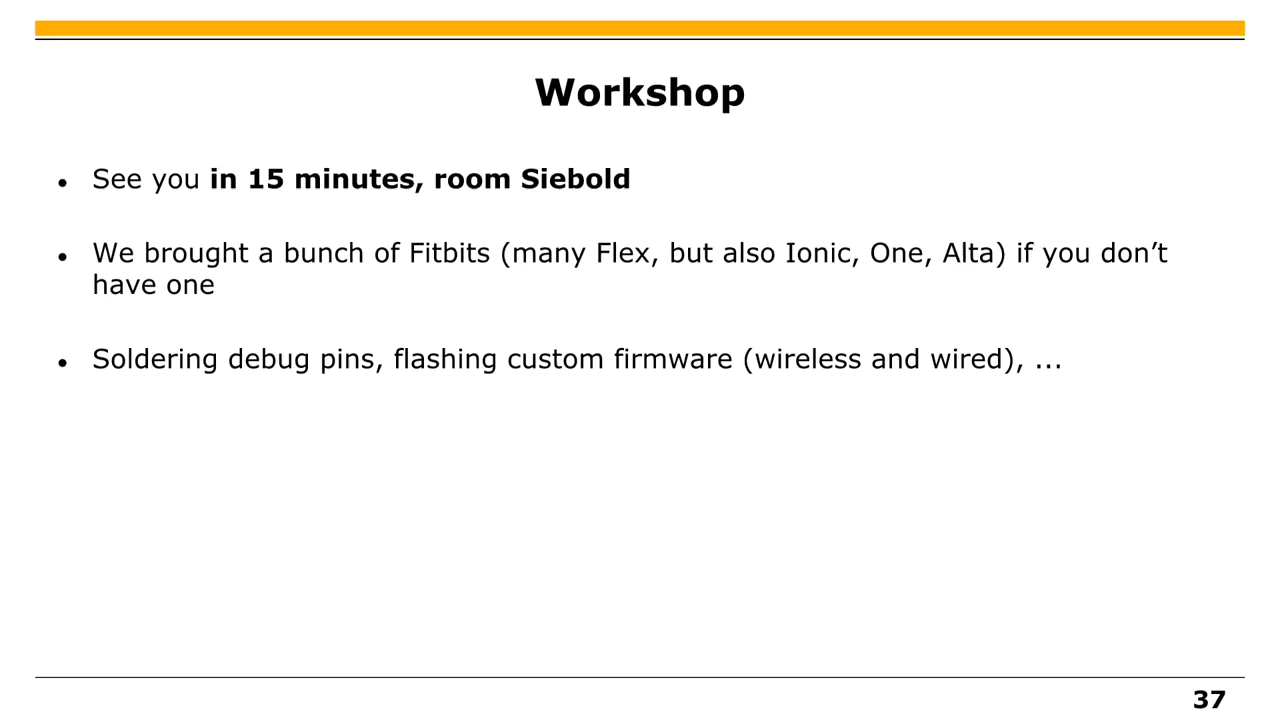 Workshop
● See you in 15 minutes, room Siebold
● We brought a bunch of Fitbits (many Flex, but also Ionic, One, Alta) if you don’t
have one
● Soldering debug pins, flashing custom firmware (wireless and wired), ...
37